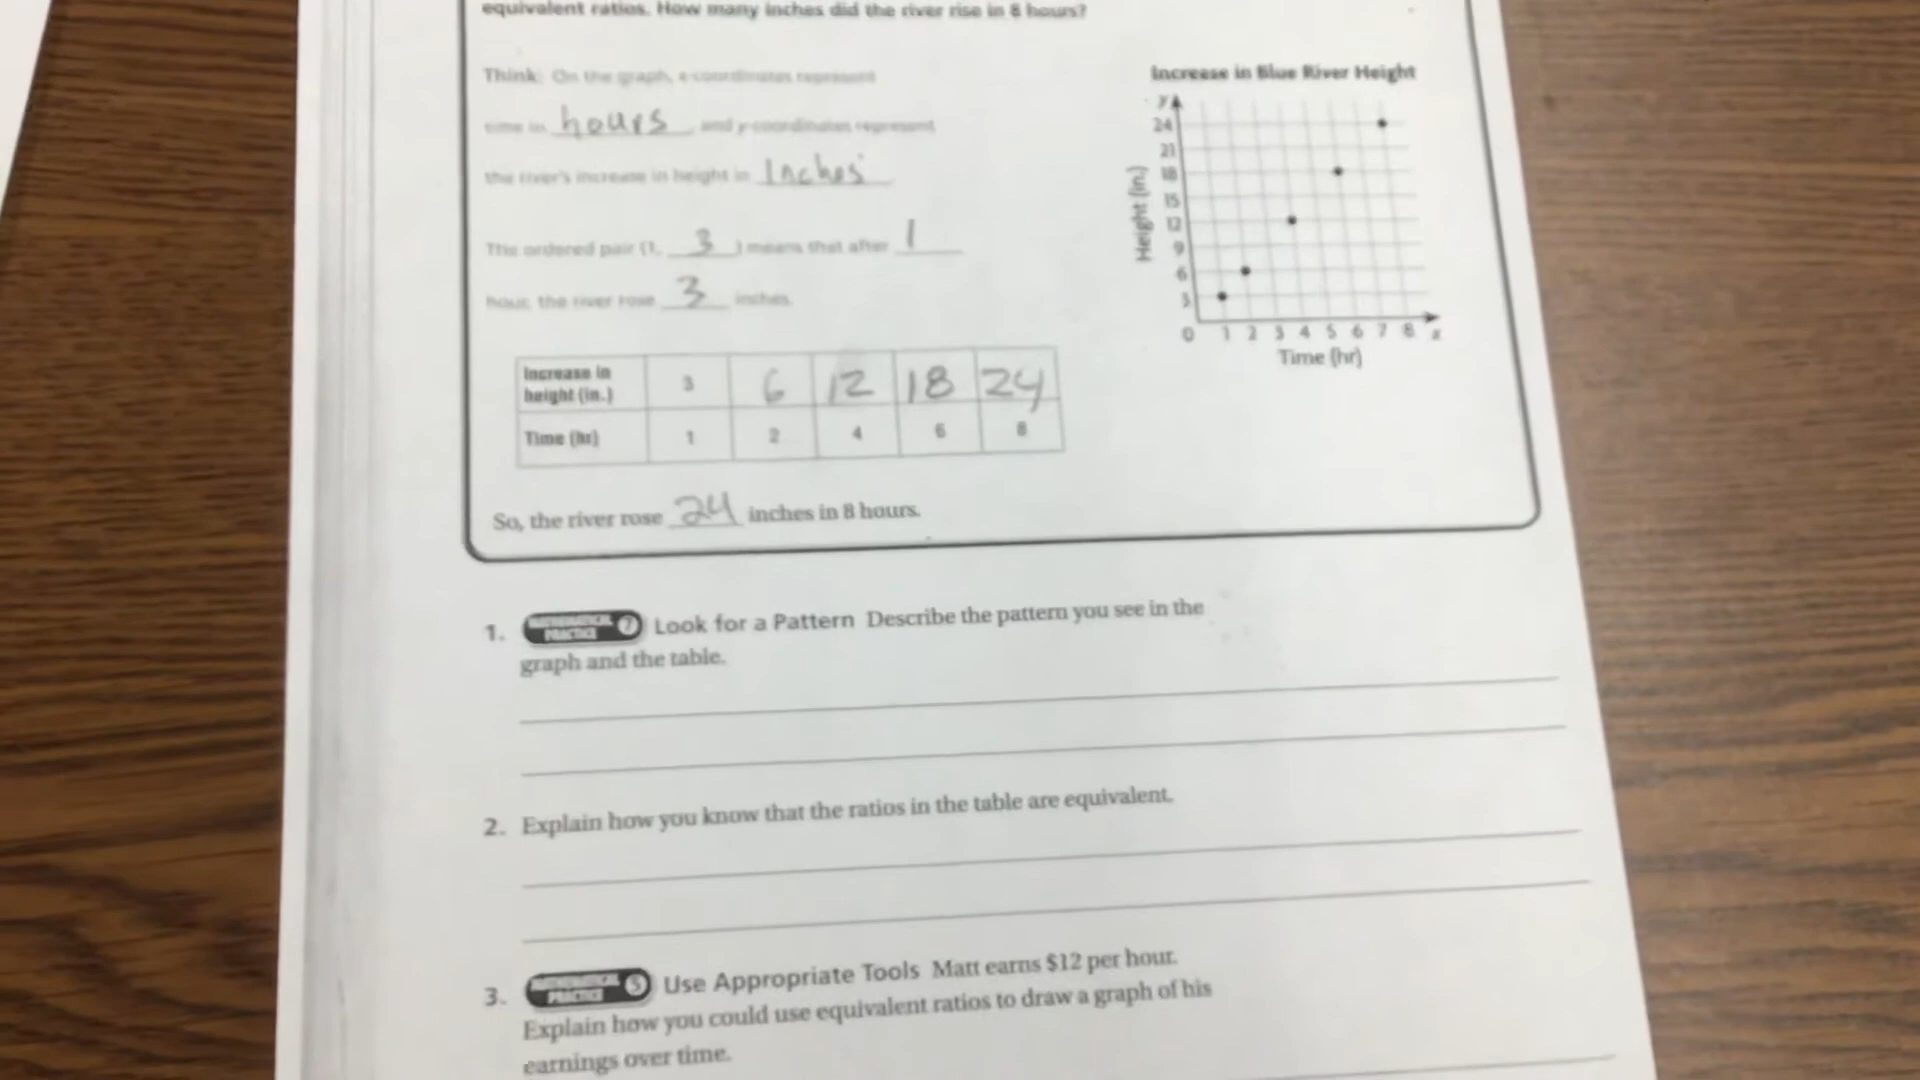 equivalent ratios. How many inches did the river rise in 8 hours?
Think: On the graph, x-coordinates represent
time in hours and y-coordinates represent
the river's increase in height in Inches
The ordered pair (1, 3 ) means that after 1
hour, the river rose 3 inches.
Increase in height (in.) 3 6 12 18 24
Time (hr) 1 2 4 6 8
So, the river rose 24 inches in 8 hours.
Increase in Blue River Height
y
24
21
18
15
12
9
6
3
0 1 2 3 4 5 6 7 8 x
Height (in.)
Time (hr)
1. MATHEMATICAL PRACTICE 7 Look for a Pattern Describe the pattern you see in the
graph and the table.
2. Explain how you know that the ratios in the table are equivalent.
3. MATHEMATICAL PRACTICE 5 Use Appropriate Tools Matt earns $12 per hour.
Explain how you could use equivalent ratios to draw a graph of his
earnings over time.